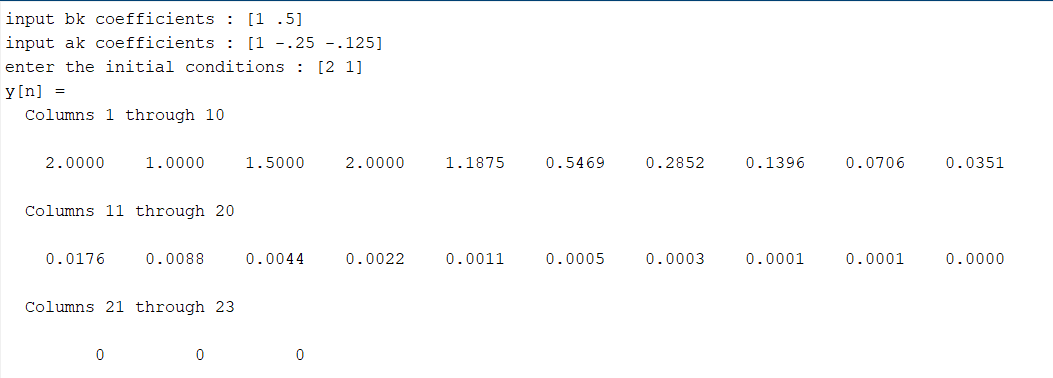 input bk coefficients : [1 .5]
input ak coefficients : [1 -.25 -.125]
enter the initial conditions : [2 1]
y[n] =
Columns 1 through 10
2.0000 1.0000 1.5000 2.0000 1.1875 0.5469 0.2852 0.1396 0.0706 0.0351
Columns 11 through 20
0.0176 0.0088 0.0044 0.0022 0.0011 0.0005 0.0003 0.0001 0.0001 0.0000
Columns 21 through 23
0 0 0